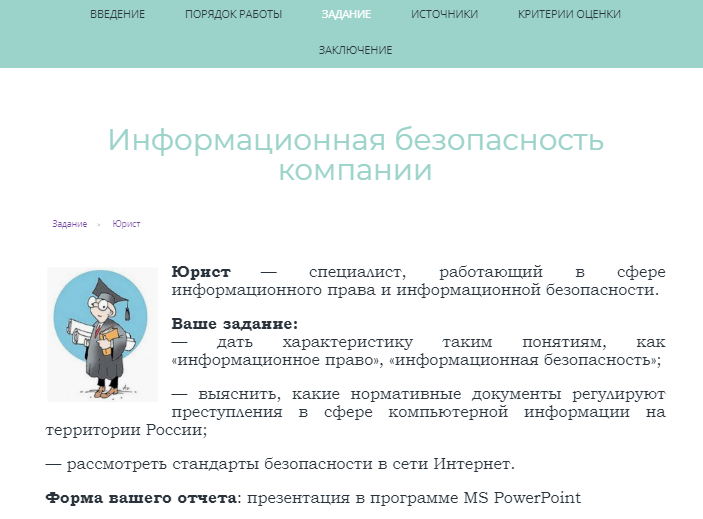 ВВЕДЕНИЕ ПОРЯДОК РАБОТЫ ЗАДАНИЕ ИСТОЧНИКИ КРИТЕРИИ ОЦЕНКИ
ЗАКЛЮЧЕНИЕ
Информационная безопасность
компании
Задание » Юрист
Юрист — специалист, работающий в сфере
информационного права и информационной безопасности.
Ваше задание:
— дать характеристику таким понятиям, как
«информационное право», «информационная безопасность»;
— выяснить, какие нормативные документы регулируют
преступления в сфере компьютерной информации на
территории России;
— рассмотреть стандарты безопасности в сети Интернет.
Форма вашего отчета: презентация в программе MS PowerPoint